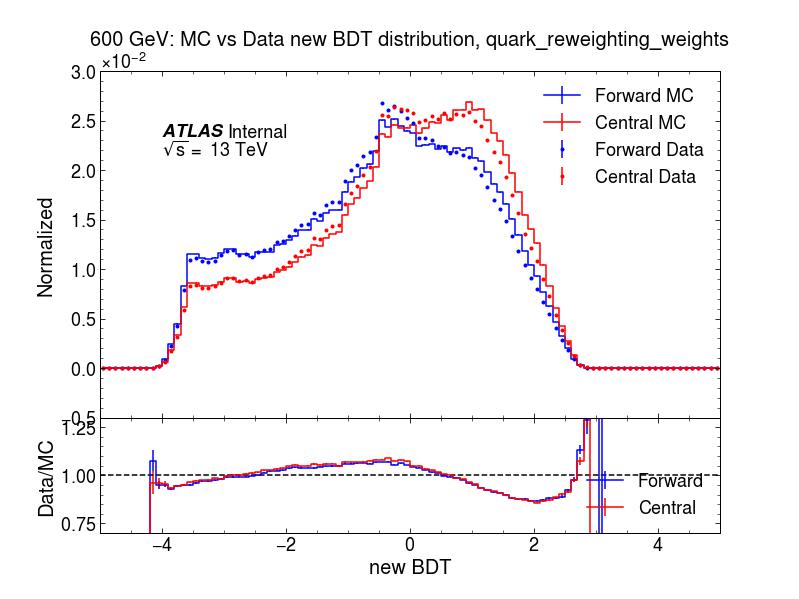 600 GeV: MC vs Data new BDT distribution, quark_reweighting_weights
×10⁻²
3.0
2.5
2.0
1.5
1.0
0.5
0.0
Normalized
ATLAS Internal
√s = 13 TeV
Forward MC
Central MC
Forward Data
Central Data
1.25
1.00
0.75
Data/MC
Forward
Central
−4
−2
0
2
4
new BDT